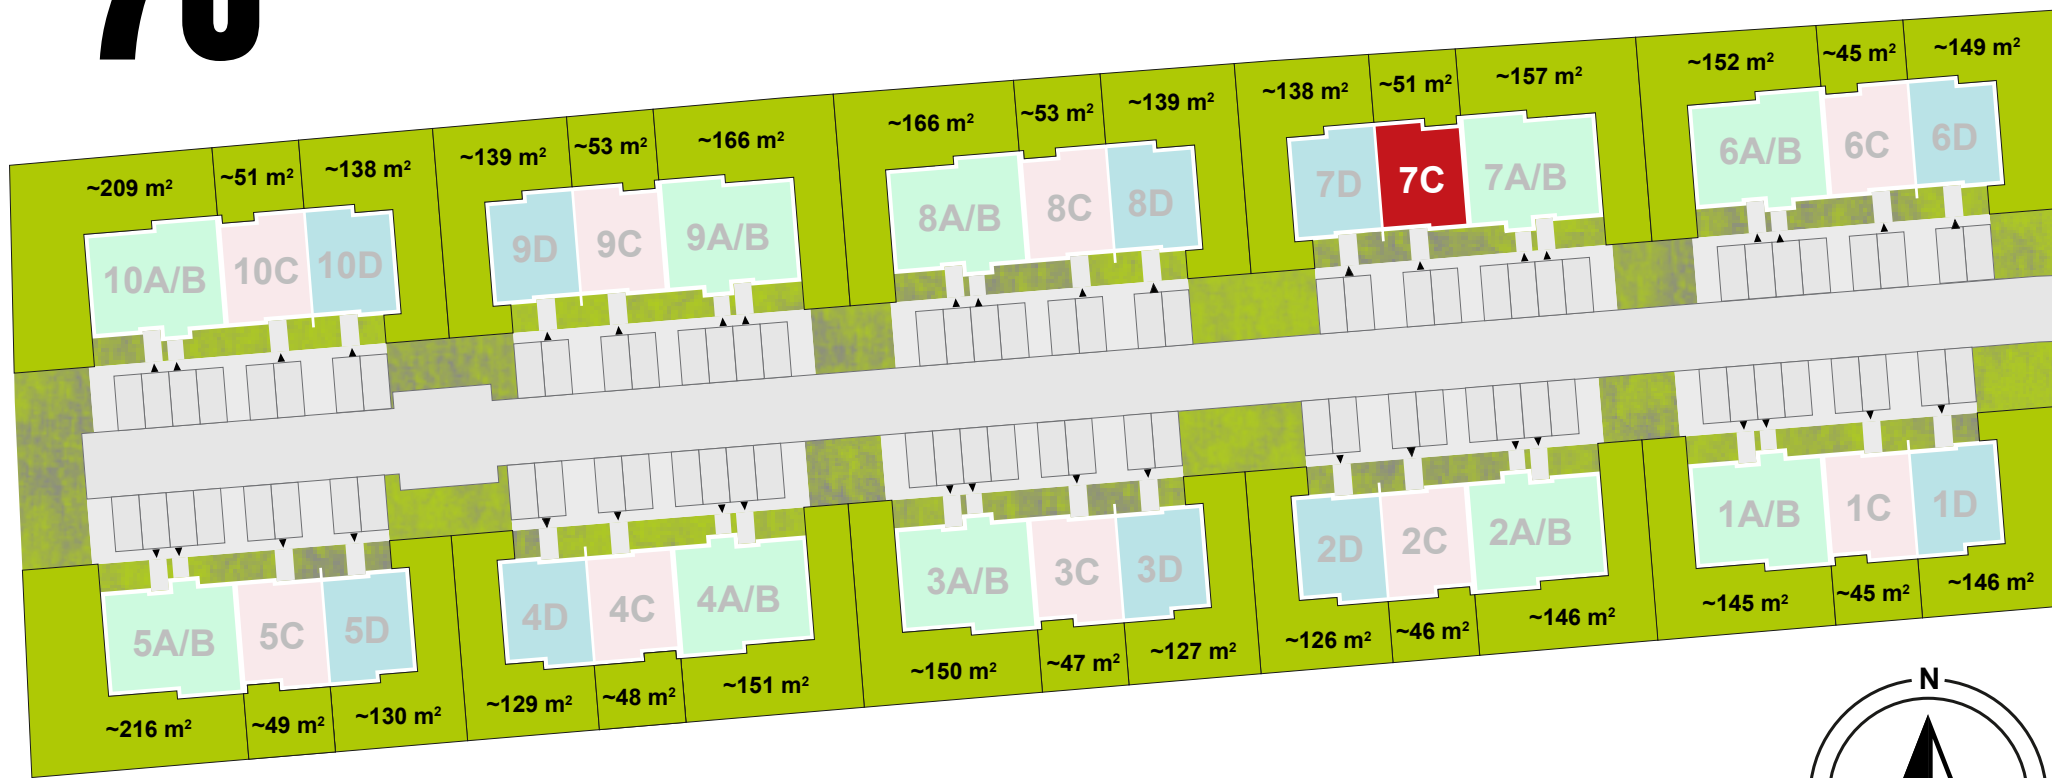 ~209 m²
~51 m²
~138 m²
~139 m²
~53 m²
~166 m²
~166 m²
~53 m²
~139 m²
~138 m²
~51 m²
~157 m²
~152 m²
~45 m²
~149 m²
10A/B
10C
10D
9D
9C
9A/B
8A/B
8C
8D
7D
7C
7A/B
6A/B
6C
6D
5A/B
5C
5D
4D
4C
4A/B
3A/B
3C
3D
2D
2C
2A/B
1A/B
1C
1D
~216 m²
~49 m²
~130 m²
~129 m²
~48 m²
~151 m²
~150 m²
~47 m²
~127 m²
~126 m²
~46 m²
~146 m²
~145 m²
~45 m²
~146 m²
N